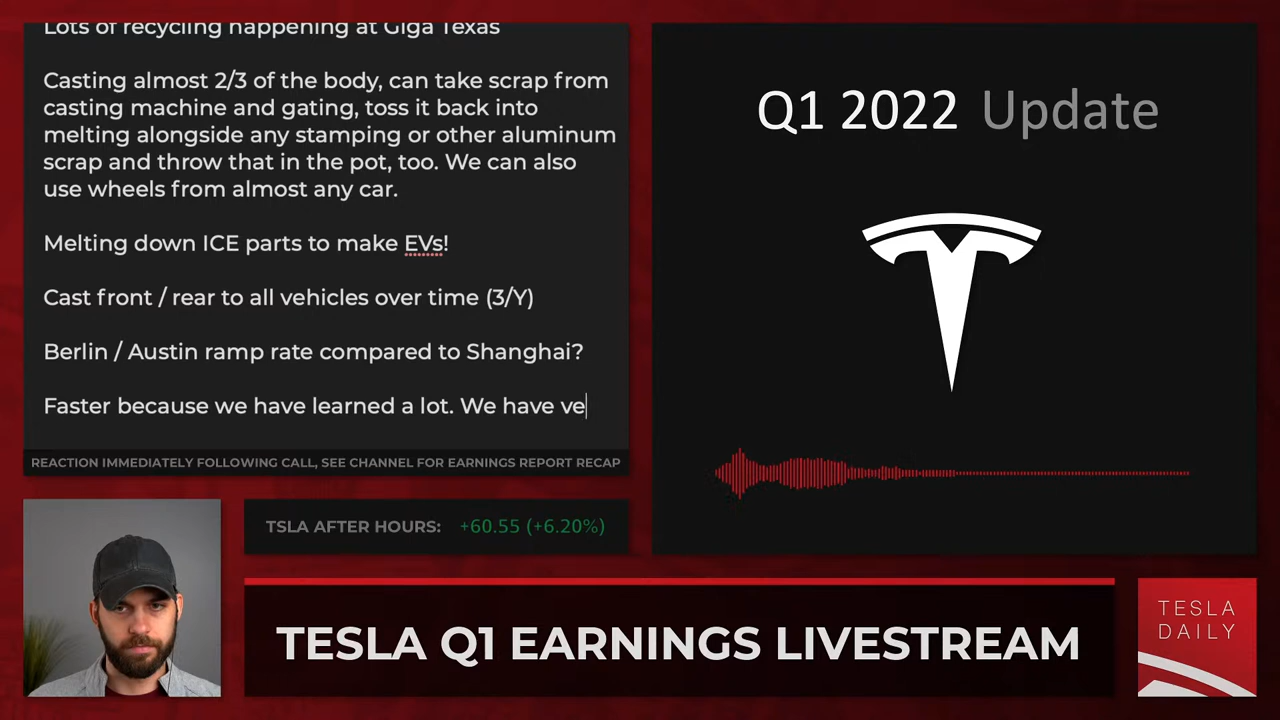 Lots of recycling happening at Giga Texas
Casting almost 2/3 of the body, can take scrap from
casting machine and gating, toss it back into
melting alongside any stamping or other aluminum
scrap and throw that in the pot, too. We can also
use wheels from almost any car.
Melting down ICE parts to make EVs!
Cast front / rear to all vehicles over time (3/Y)
Berlin / Austin ramp rate compared to Shanghai?
Faster because we have learned a lot. We have ve
REACTION IMMEDIATELY FOLLOWING CALL, SEE CHANNEL FOR EARNINGS REPORT RECAP
Q1 2022 Update
TSLA AFTER HOURS: +60.55 (+6.20%)
TESLA Q1 EARNINGS LIVESTREAM
TESLA
DAILY